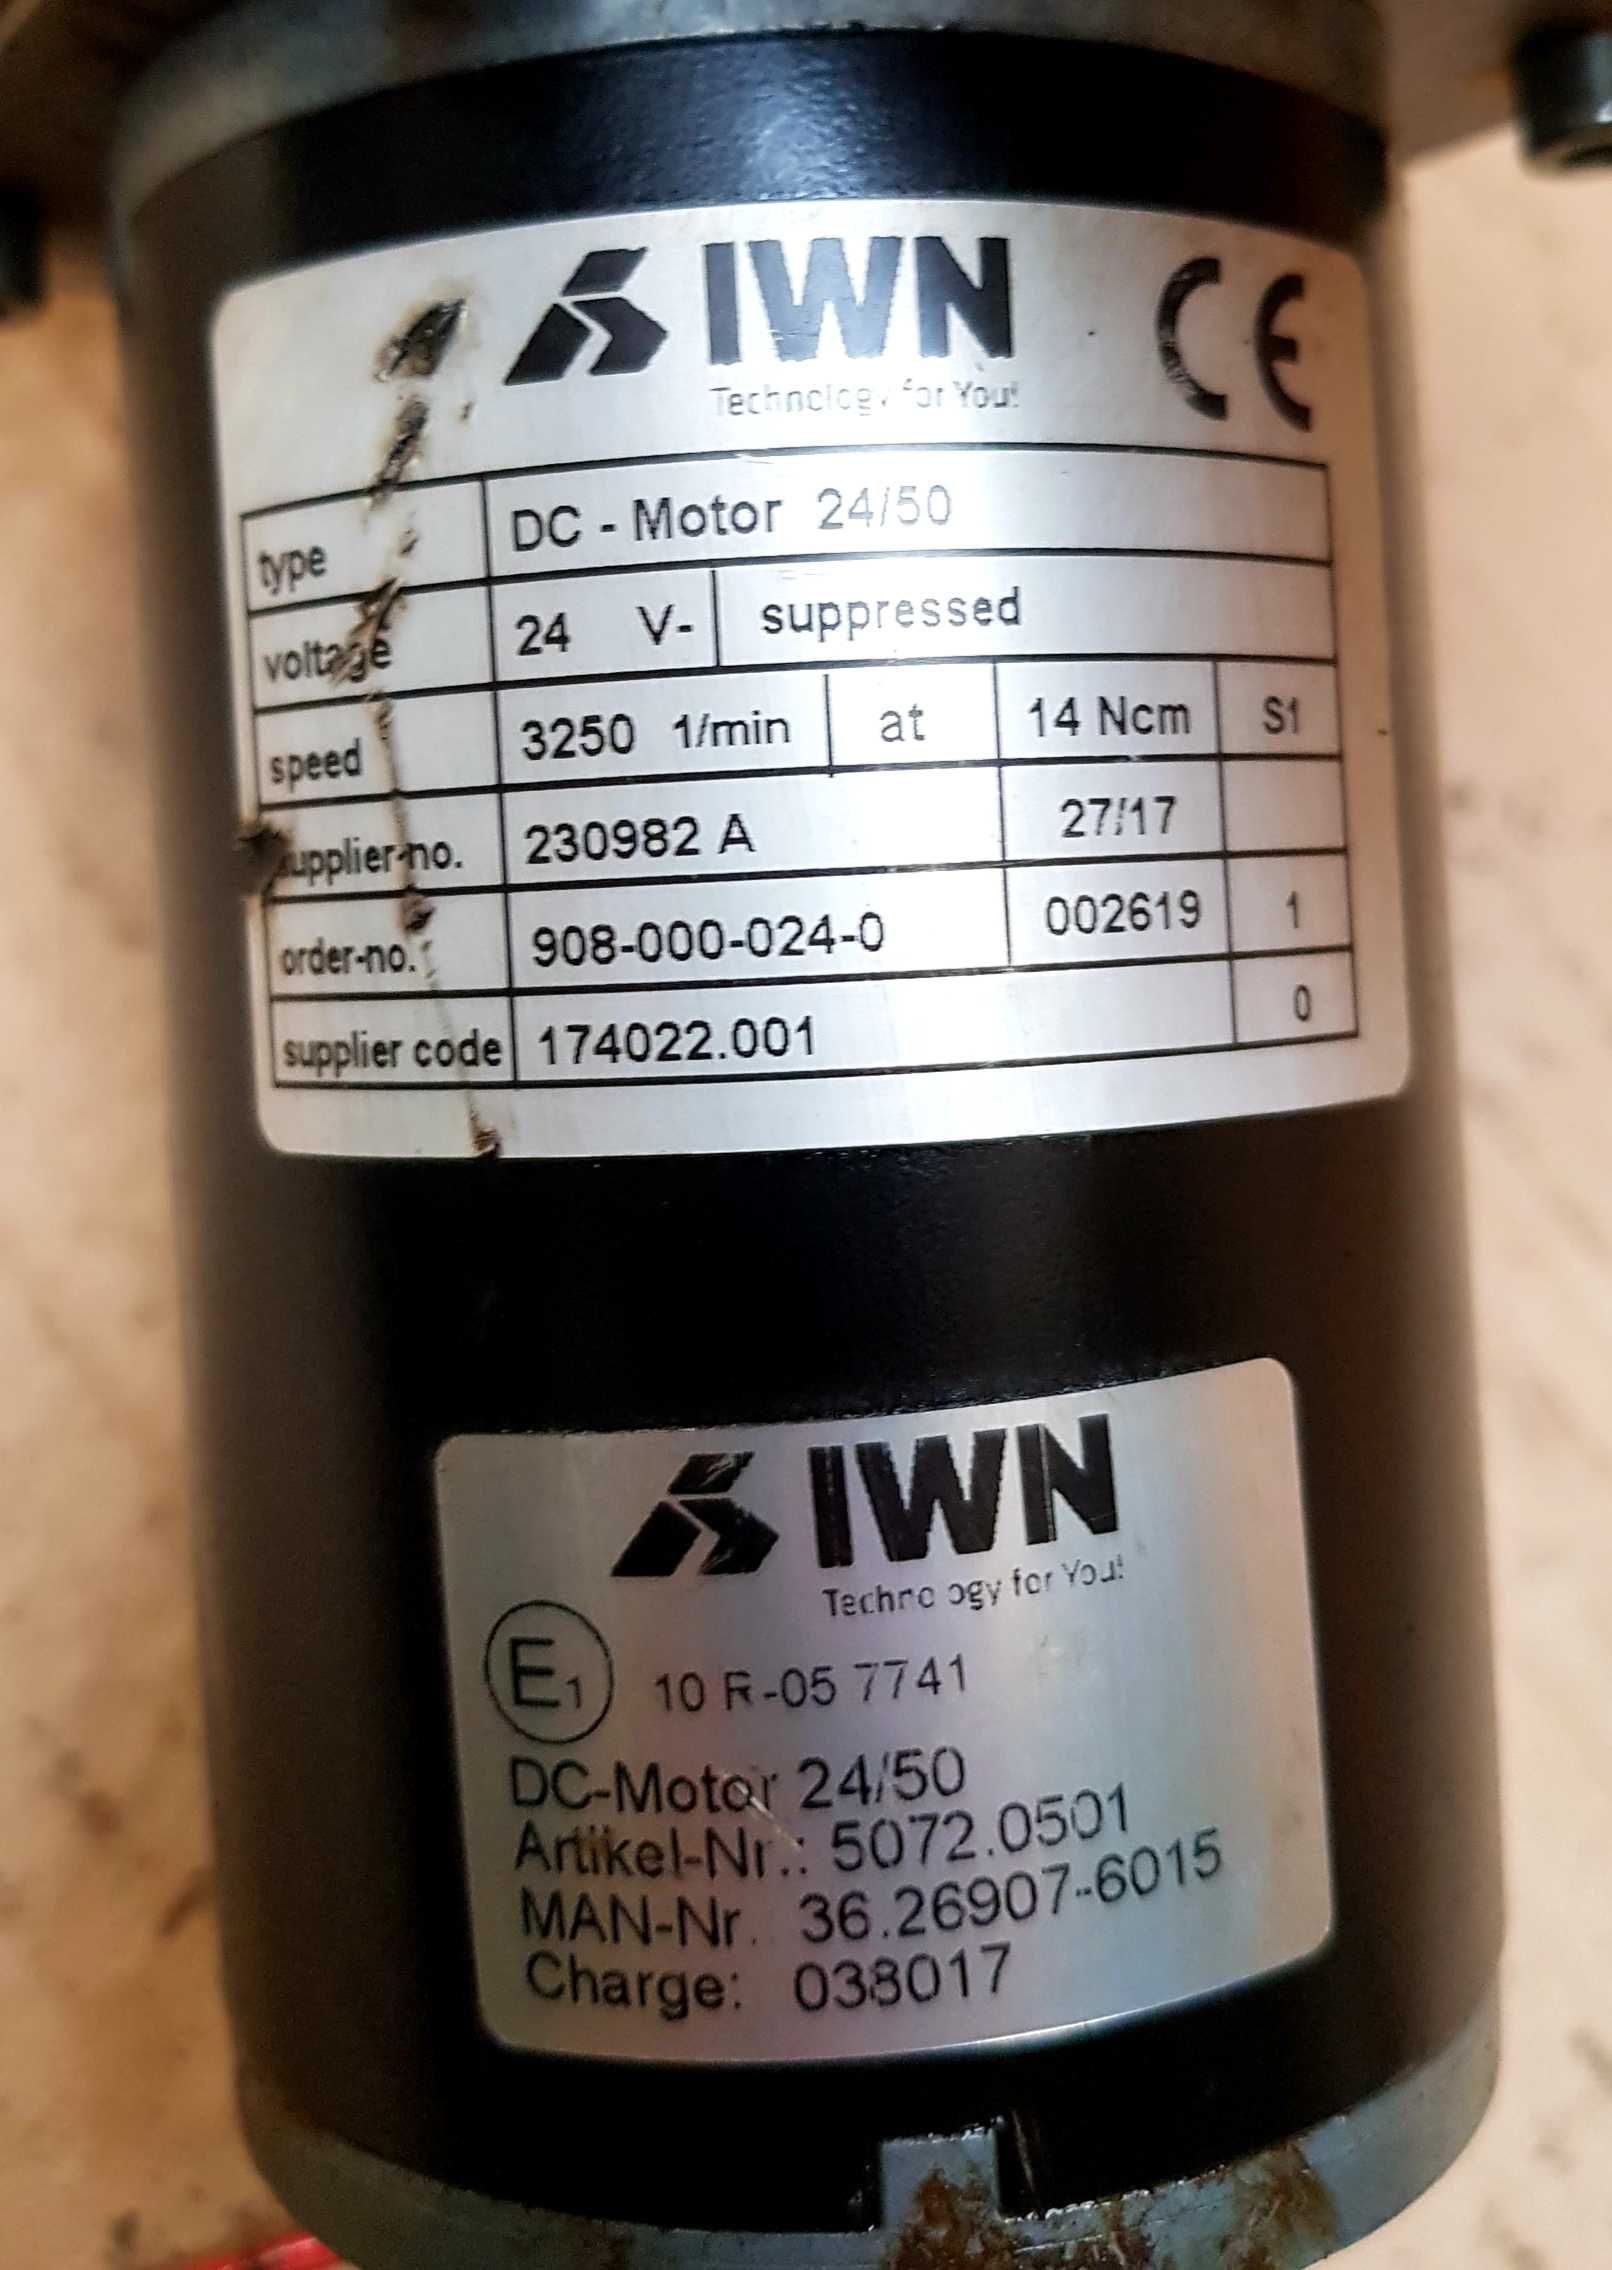 IWN
CE
Technology for You!
type DC - Motor 24/50
voltage 24 V- suppressed
speed 3250 1/min at 14 Ncm S1
supplier-no. 230982 A 27/17
order-no. 908-000-024-0 002619 1
supplier code 174022.001 0
IWN
Technology for You!
E1 10 R-05 7741
DC-Motor 24/50
Artikel-Nr.: 5072.0501
MAN-Nr. 36.26907-6015
Charge: 038017